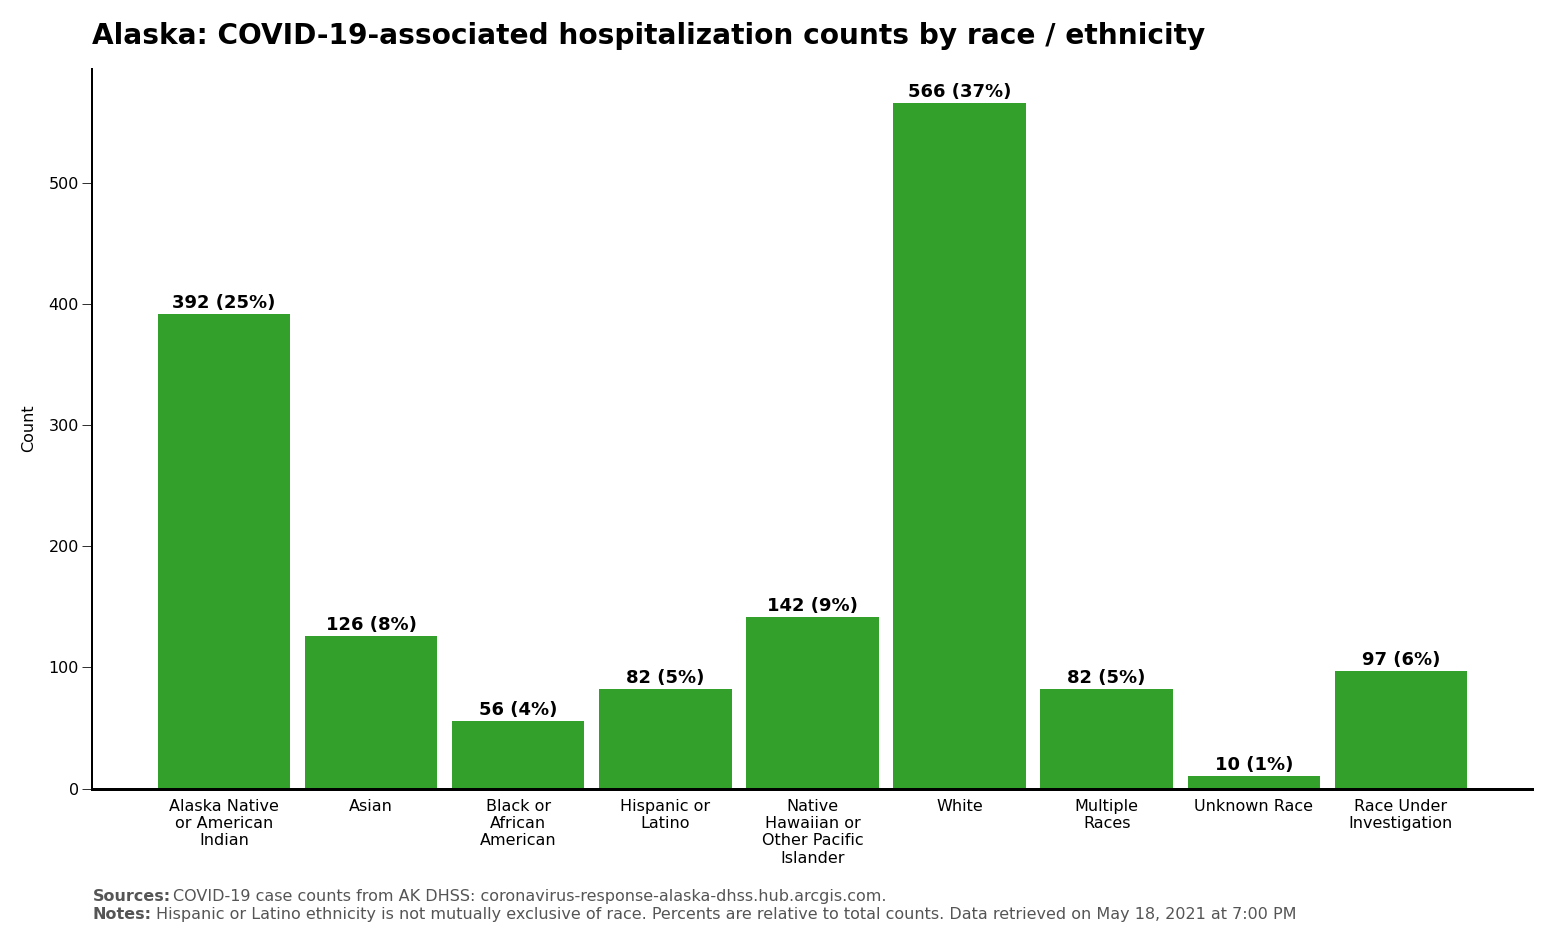 Alaska: COVID-19-associated hospitalization counts by race / ethnicity
566 (37%)
500
392 (25%)
400
300
Count
200
142 (9%)
126 (8%)
100
97 (6%)
82 (5%)
82 (5%)
56 (4%)
10 (1%)
0
Alaska Native
or American
Indian
Asian
Black or
African
American
Hispanic or
Latino
Native
Hawaiian or
Other Pacific
Islander
White
Multiple
Races
Unknown Race
Race Under
Investigation
Sources: COVID-19 case counts from AK DHSS: coronavirus-response-alaska-dhss.hub.arcgis.com.
Notes: Hispanic or Latino ethnicity is not mutually exclusive of race. Percents are relative to total counts. Data retrieved on May 18, 2021 at 7:00 PM